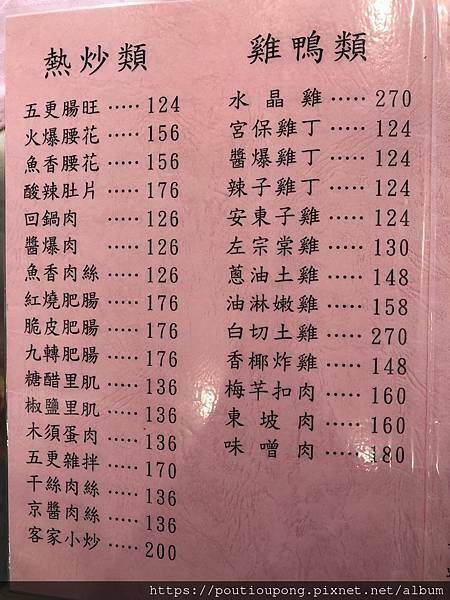 熱炒類
五更腸旺 ····· 124
火爆腰花 ····· 156
魚香腰花 ····· 156
酸辣肚片 ····· 176
回鍋肉 ····· 126
醬爆肉 ····· 126
魚香肉絲 ····· 126
紅燒肥腸 ····· 176
脆皮肥腸 ····· 176
九轉肥腸 ····· 176
糖醋里肌 ····· 136
椒鹽里肌 ····· 136
木須蛋肉 ····· 136
五更雜拌 ····· 170
干絲肉絲 ····· 136
京醬肉絲 ····· 136
客家小炒 ····· 200
雞鴨類
水晶雞 ····· 270
宮保雞丁 ····· 124
醬爆雞丁 ····· 124
辣子雞丁 ····· 124
安東子雞 ····· 124
左宗棠雞 ····· 130
蔥油土雞 ····· 148
油淋嫩雞 ····· 158
白切土雞 ····· 270
香椰炸雞 ····· 148
梅芉扣肉 ····· 160
東坡肉 ····· 160
味噌肉 ····· 180
https://poutioupong.pixnet.net/album